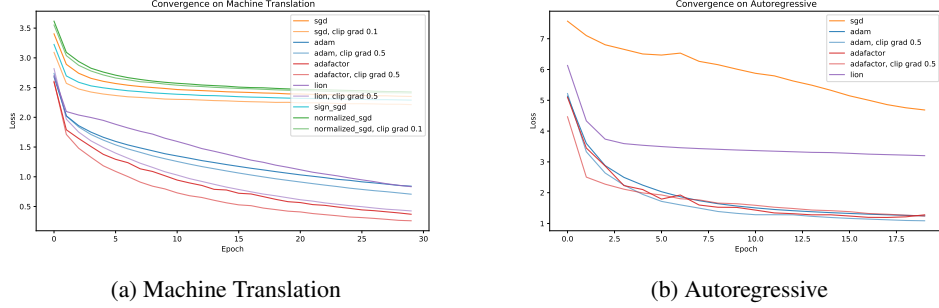 Convergence on Machine Translation
3.5
3.0
2.5
2.0
1.5
1.0
0.5
Loss
0
5
10
15
20
25
30
Epoch
sgd
sgd, clip grad 0.1
adam
adam, clip grad 0.5
adafactor
adafactor, clip grad 0.5
lion
lion, clip grad 0.5
sign_sgd
normalized_sgd
normalized_sgd, clip grad 0.1
(a) Machine Translation
Convergence on Autoregressive
7
6
5
4
3
2
1
Loss
0.0
2.5
5.0
7.5
10.0
12.5
15.0
17.5
Epoch
sgd
adam
adam, clip grad 0.5
adafactor
adafactor, clip grad 0.5
lion
(b) Autoregressive